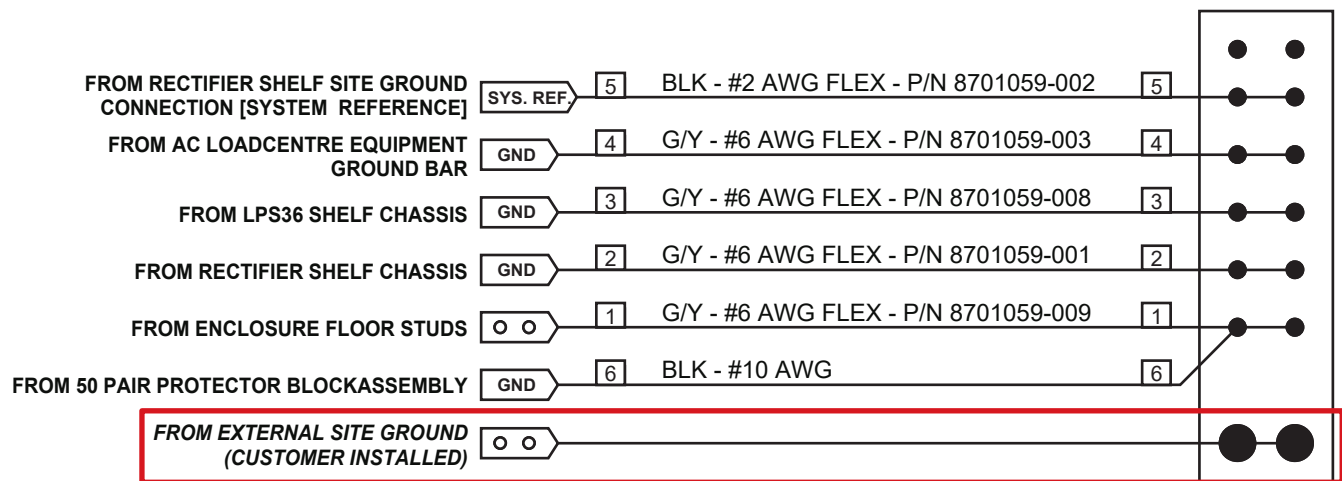 FROM RECTIFIER SHELF SITE GROUND
CONNECTION [SYSTEM REFERENCE]
SYS. REF.
5
BLK - #2 AWG FLEX - P/N 8701059-002
5
FROM AC LOADCENTRE EQUIPMENT
GROUND BAR
GND
4
G/Y - #6 AWG FLEX - P/N 8701059-003
4
FROM LPS36 SHELF CHASSIS
GND
3
G/Y - #6 AWG FLEX - P/N 8701059-008
3
FROM RECTIFIER SHELF CHASSIS
GND
2
G/Y - #6 AWG FLEX - P/N 8701059-001
2
FROM ENCLOSURE FLOOR STUDS
1
G/Y - #6 AWG FLEX - P/N 8701059-009
1
FROM 50 PAIR PROTECTOR BLOCKASSEMBLY
GND
6
BLK - #10 AWG
6
FROM EXTERNAL SITE GROUND
(CUSTOMER INSTALLED)